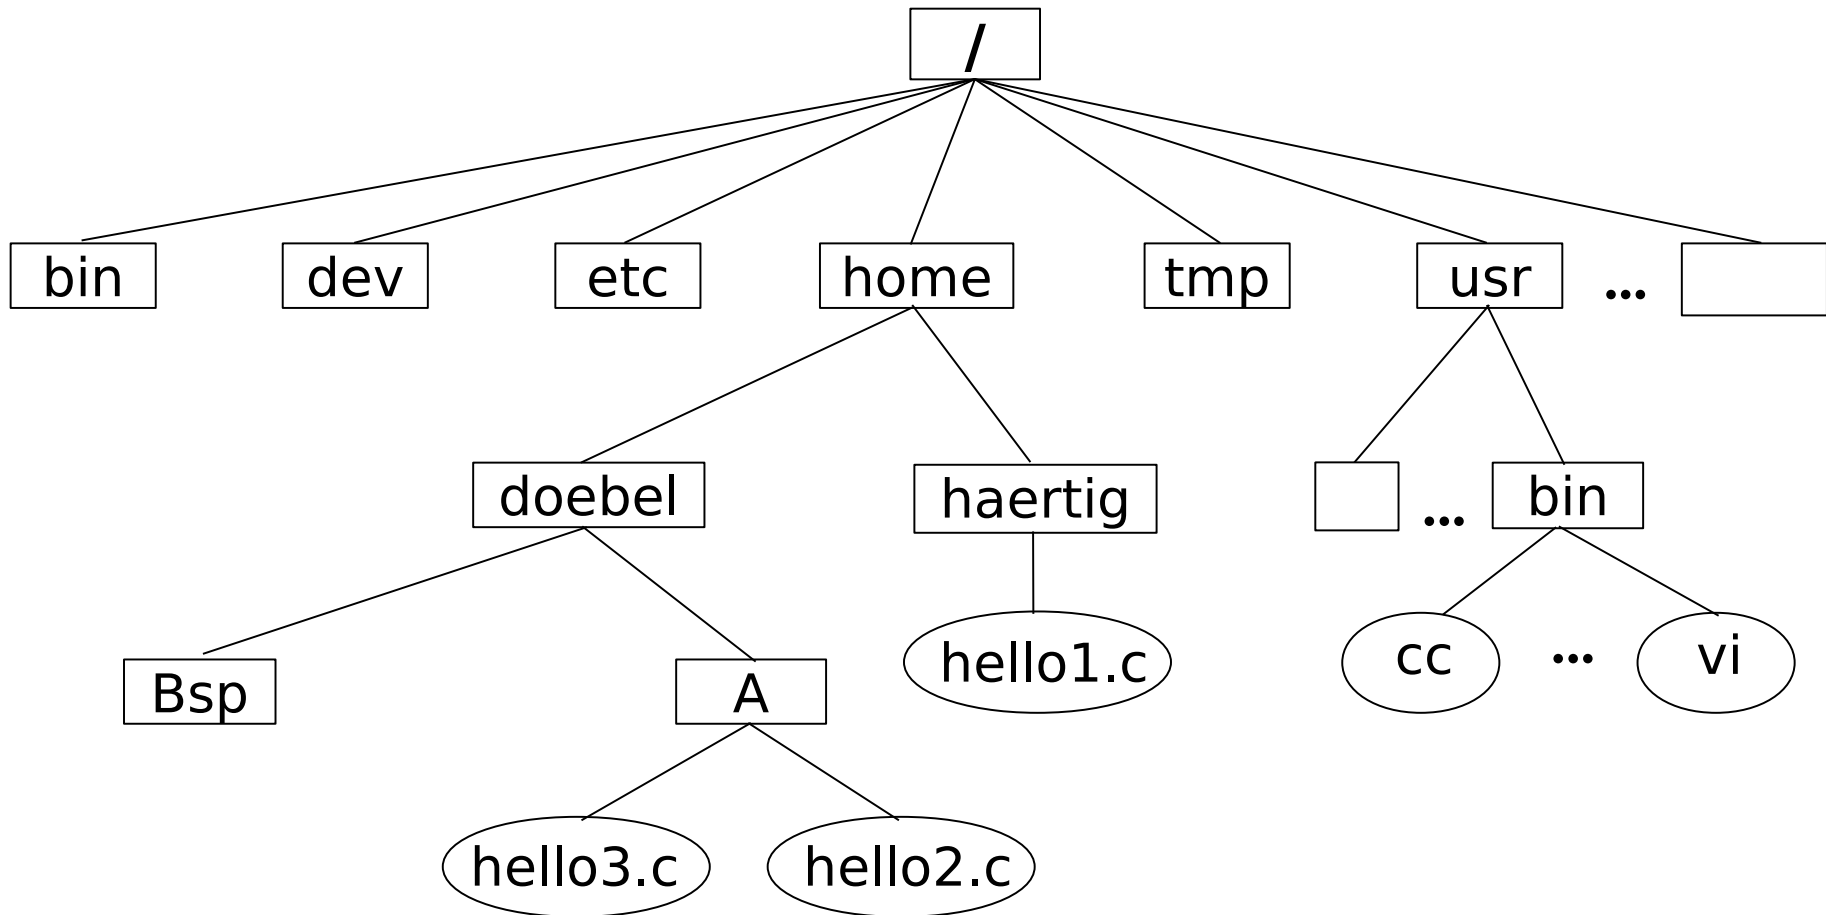 /
bin dev etc home tmp usr ...
doebel haertig ... bin
Bsp A hello1.c cc ... vi
hello3.c hello2.c